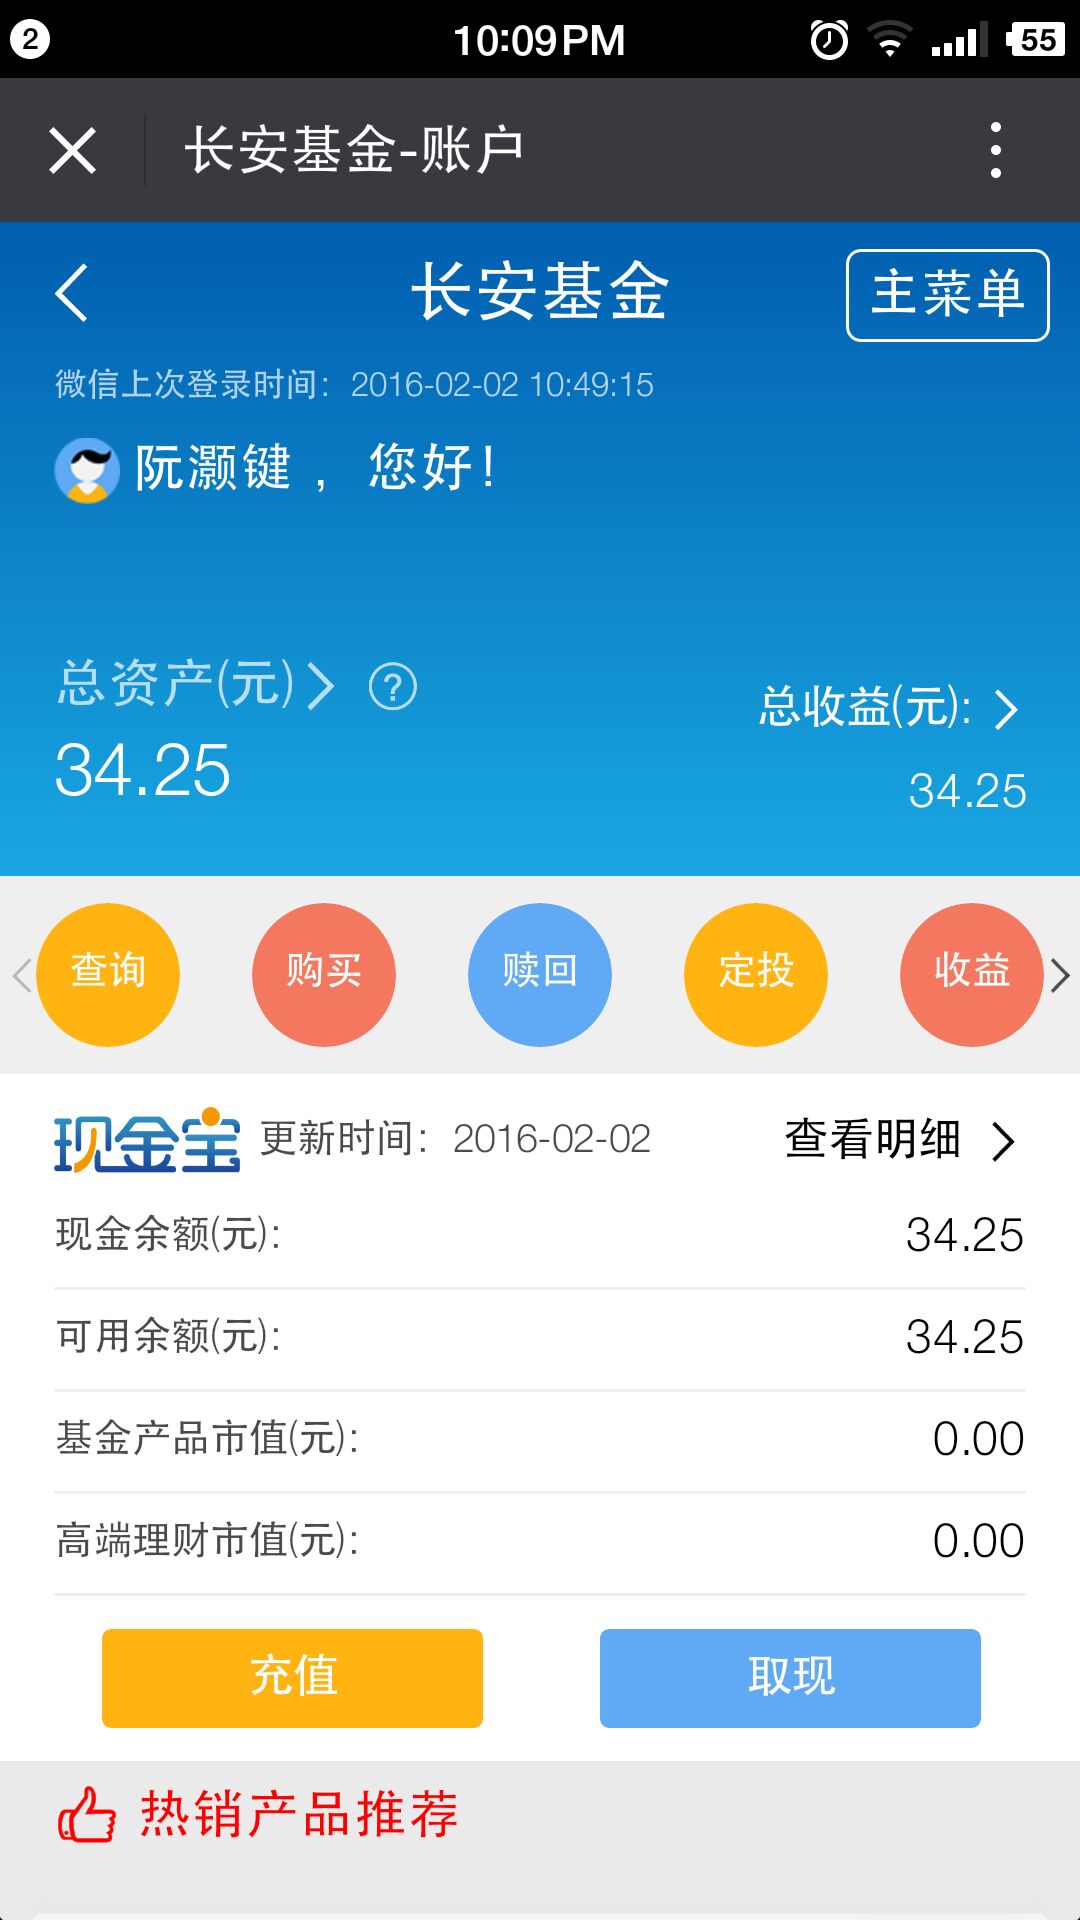 2 10:09 PM 55
长安基金-账户
长安基金 主菜单
微信上次登录时间：2016-02-02 10:49:15
阮灏键 ， 您好！
总资产(元) ?
34.25
总收益(元):
34.25
查询 购买 赎回 定投 收益
现金宝 更新时间：2016-02-02 查看明细
现金余额(元): 34.25
可用余额(元): 34.25
基金产品市值(元): 0.00
高端理财市值(元): 0.00
充值 取现
热销产品推荐